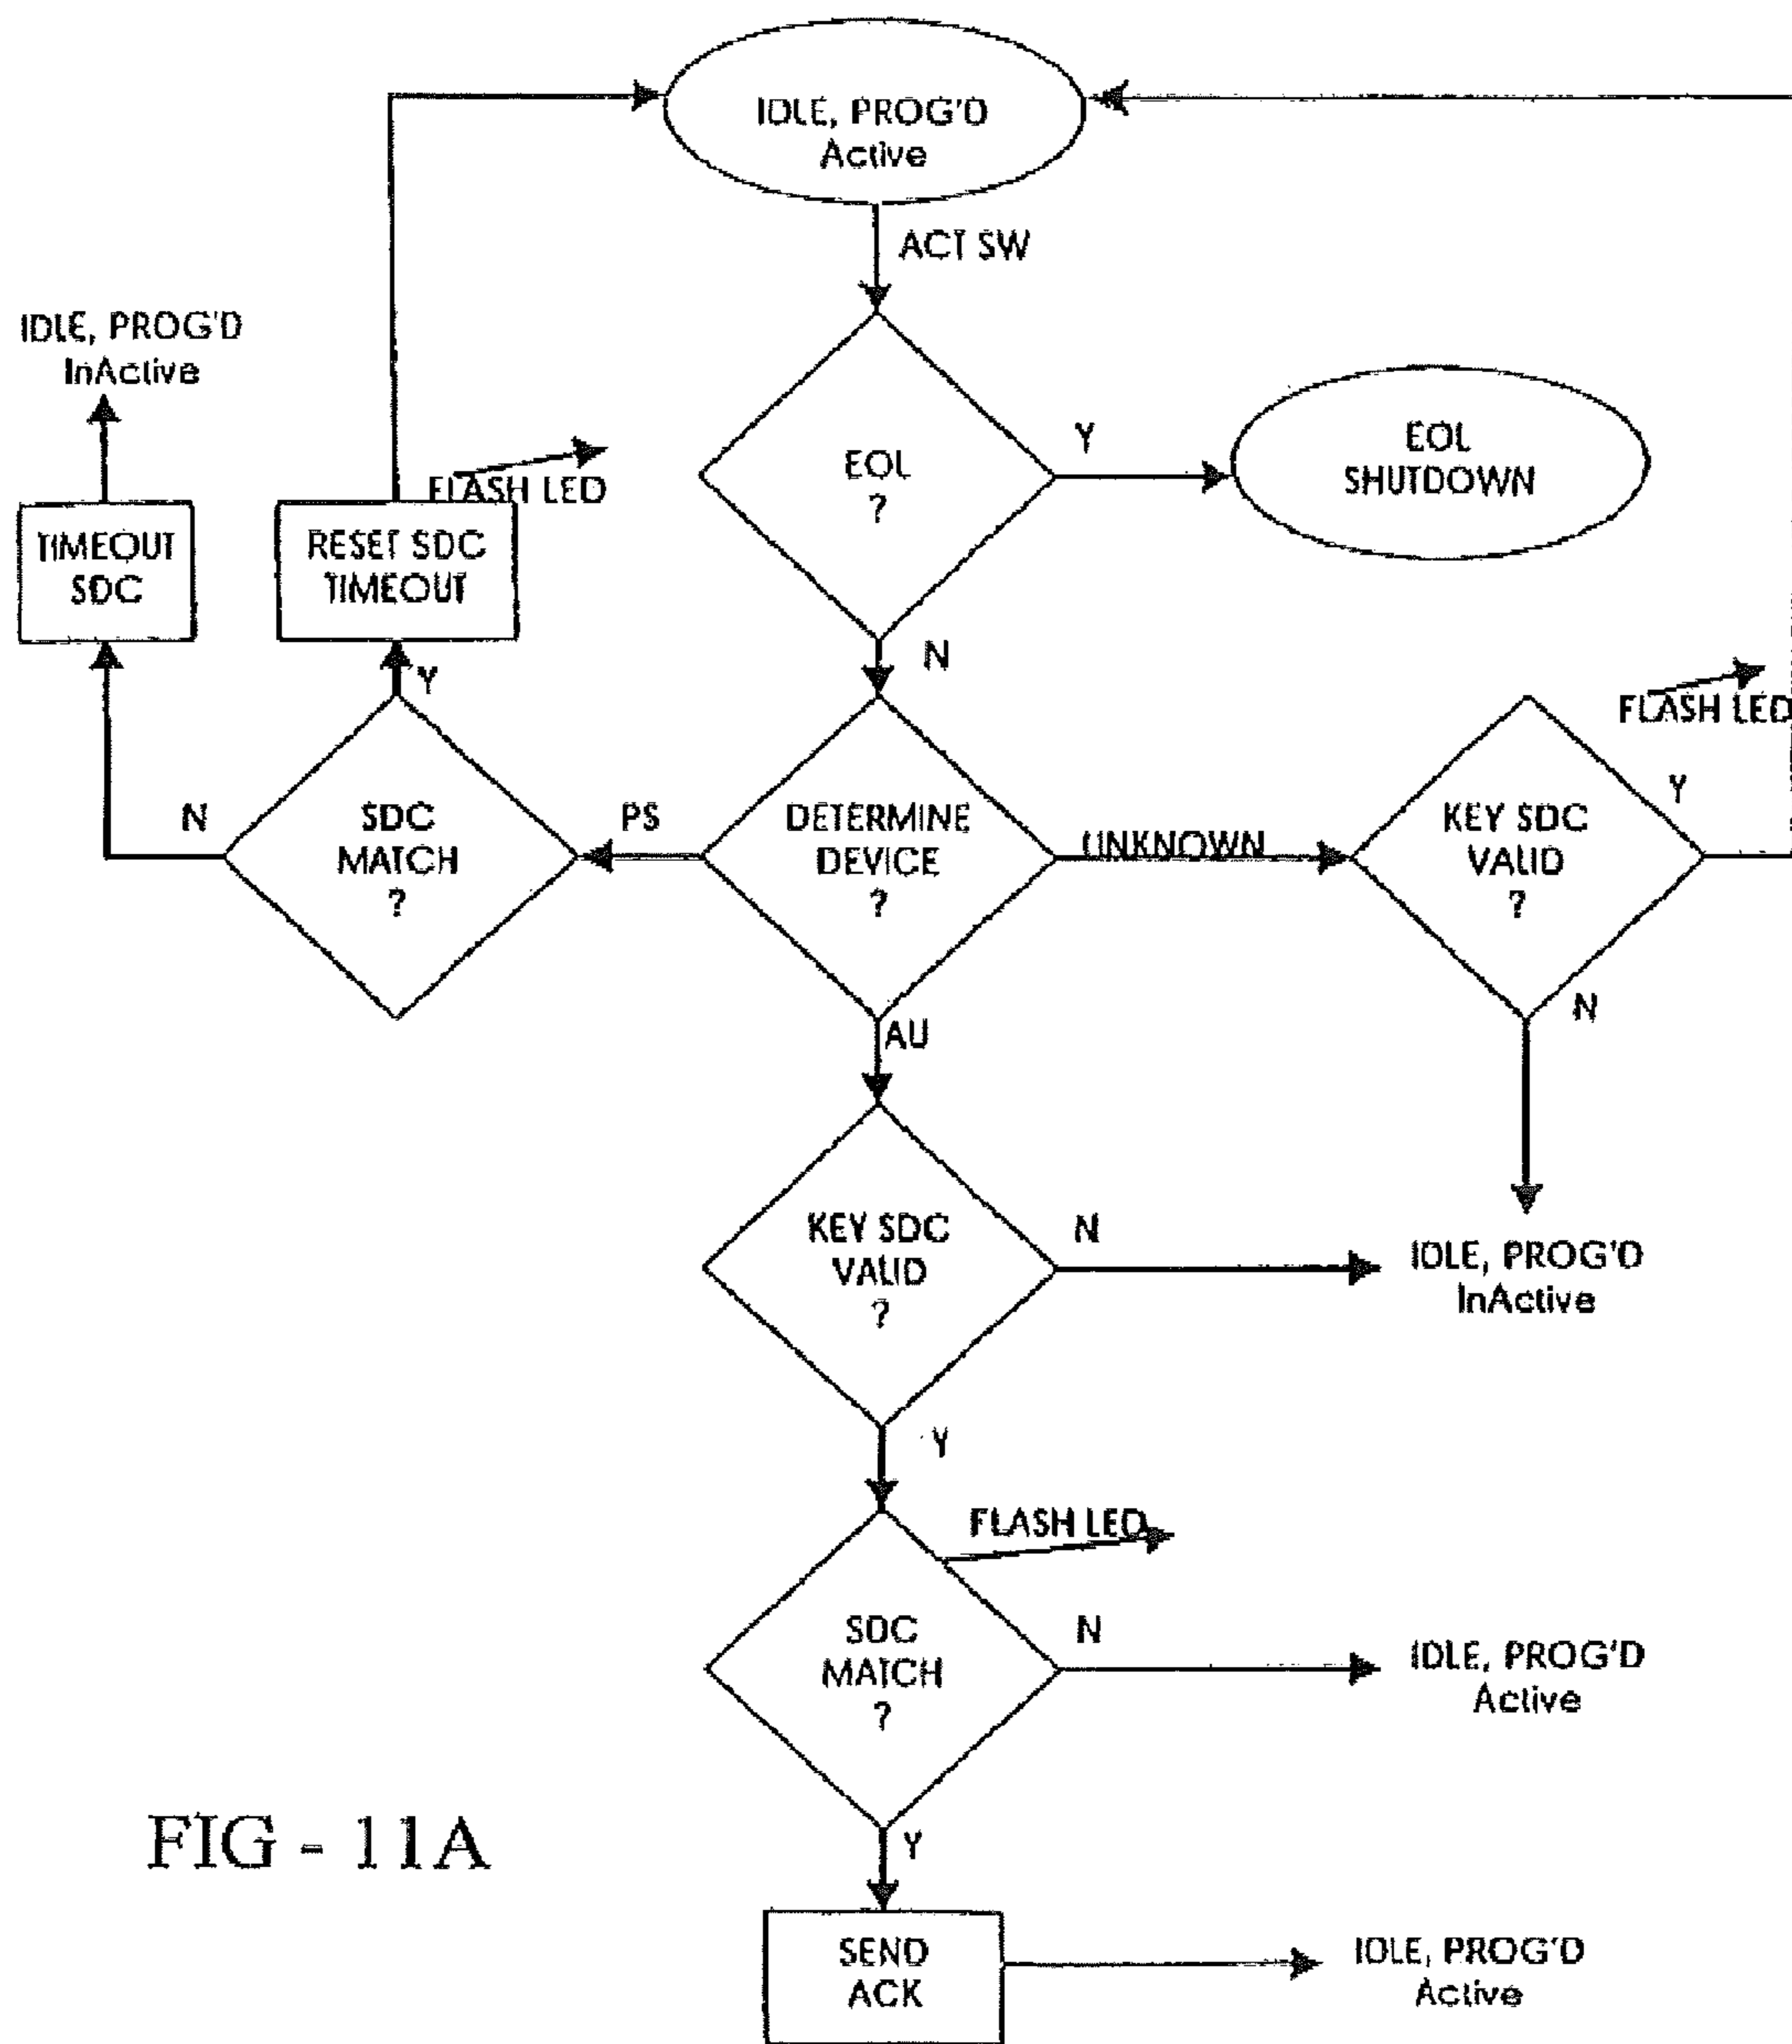 IDLE, PROG'D
Active
ACT SW
IDLE, PROG'D
InActive
EOL
?
Y
EOL
SHUTDOWN
FLASH LED
TIMEOUT
SDC
RESET SDC
TIMEOUT
N
Y
FLASH LED
N
SDC
MATCH
?
PS
DETERMINE
DEVICE
?
UNKNOWN
KEY SDC
VALID
?
Y
N
AU
KEY SDC
VALID
?
N
IDLE, PROG'D
InActive
Y
FLASH LED
SDC
MATCH
?
N
IDLE, PROG'D
Active
Y
FIG - 11A
SEND
ACK
IDLE, PROG'D
Active